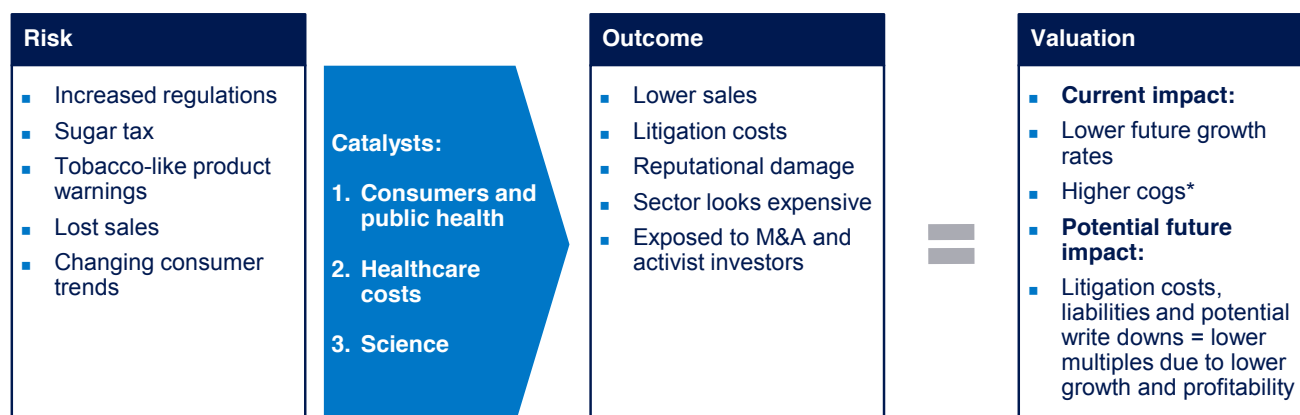 Risk
Increased regulations
Sugar tax
Tobacco-like product
warnings
Lost sales
Changing consumer
trends
Catalysts:
1. Consumers and
public health
2. Healthcare
costs
3. Science
Outcome
Lower sales
Litigation costs
Reputational damage
Sector looks expensive
Exposed to M&A and
activist investors
Valuation
Current impact:
Lower future growth
rates
Higher cogs*
Potential future
impact:
Litigation costs,
liabilities and potential
write downs = lower
multiples due to lower
growth and profitability